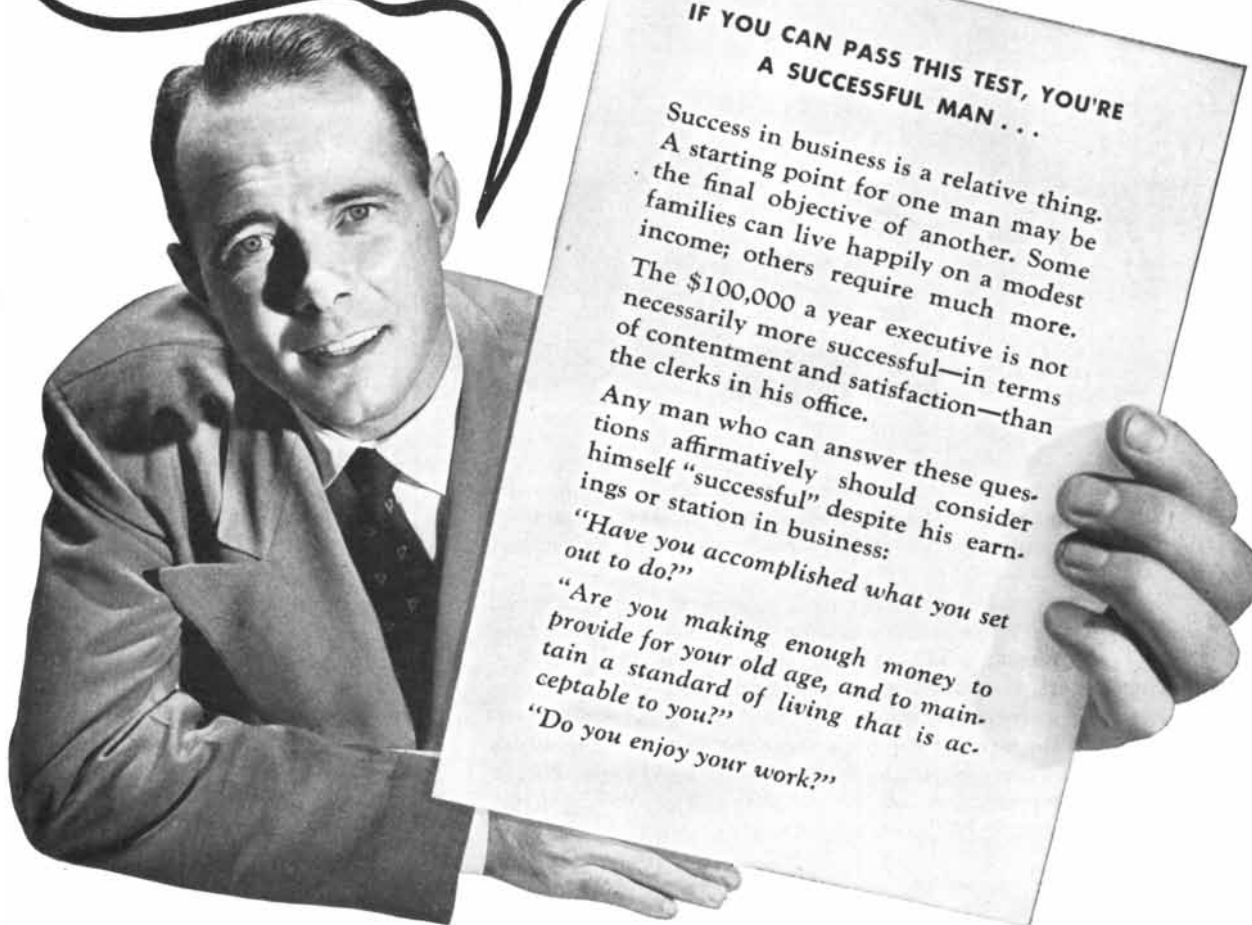 IF YOU CAN PASS THIS TEST, YOU'RE
A SUCCESSFUL MAN . . .
Success in business is a relative thing.
A starting point for one man may be
the final objective of another. Some
families can live happily on a modest
income; others require much more.
The $100,000 a year executive is not
necessarily more successful—in terms
of contentment and satisfaction—than
the clerks in his office.
Any man who can answer these ques-
tions affirmatively should consider
himself "successful" despite his earn-
ings or station in business:
"Have you accomplished what you set
out to do?"
"Are you making enough money to
provide for your old age, and to main-
tain a standard of living that is ac-
ceptable to you?"
"Do you enjoy your work?"